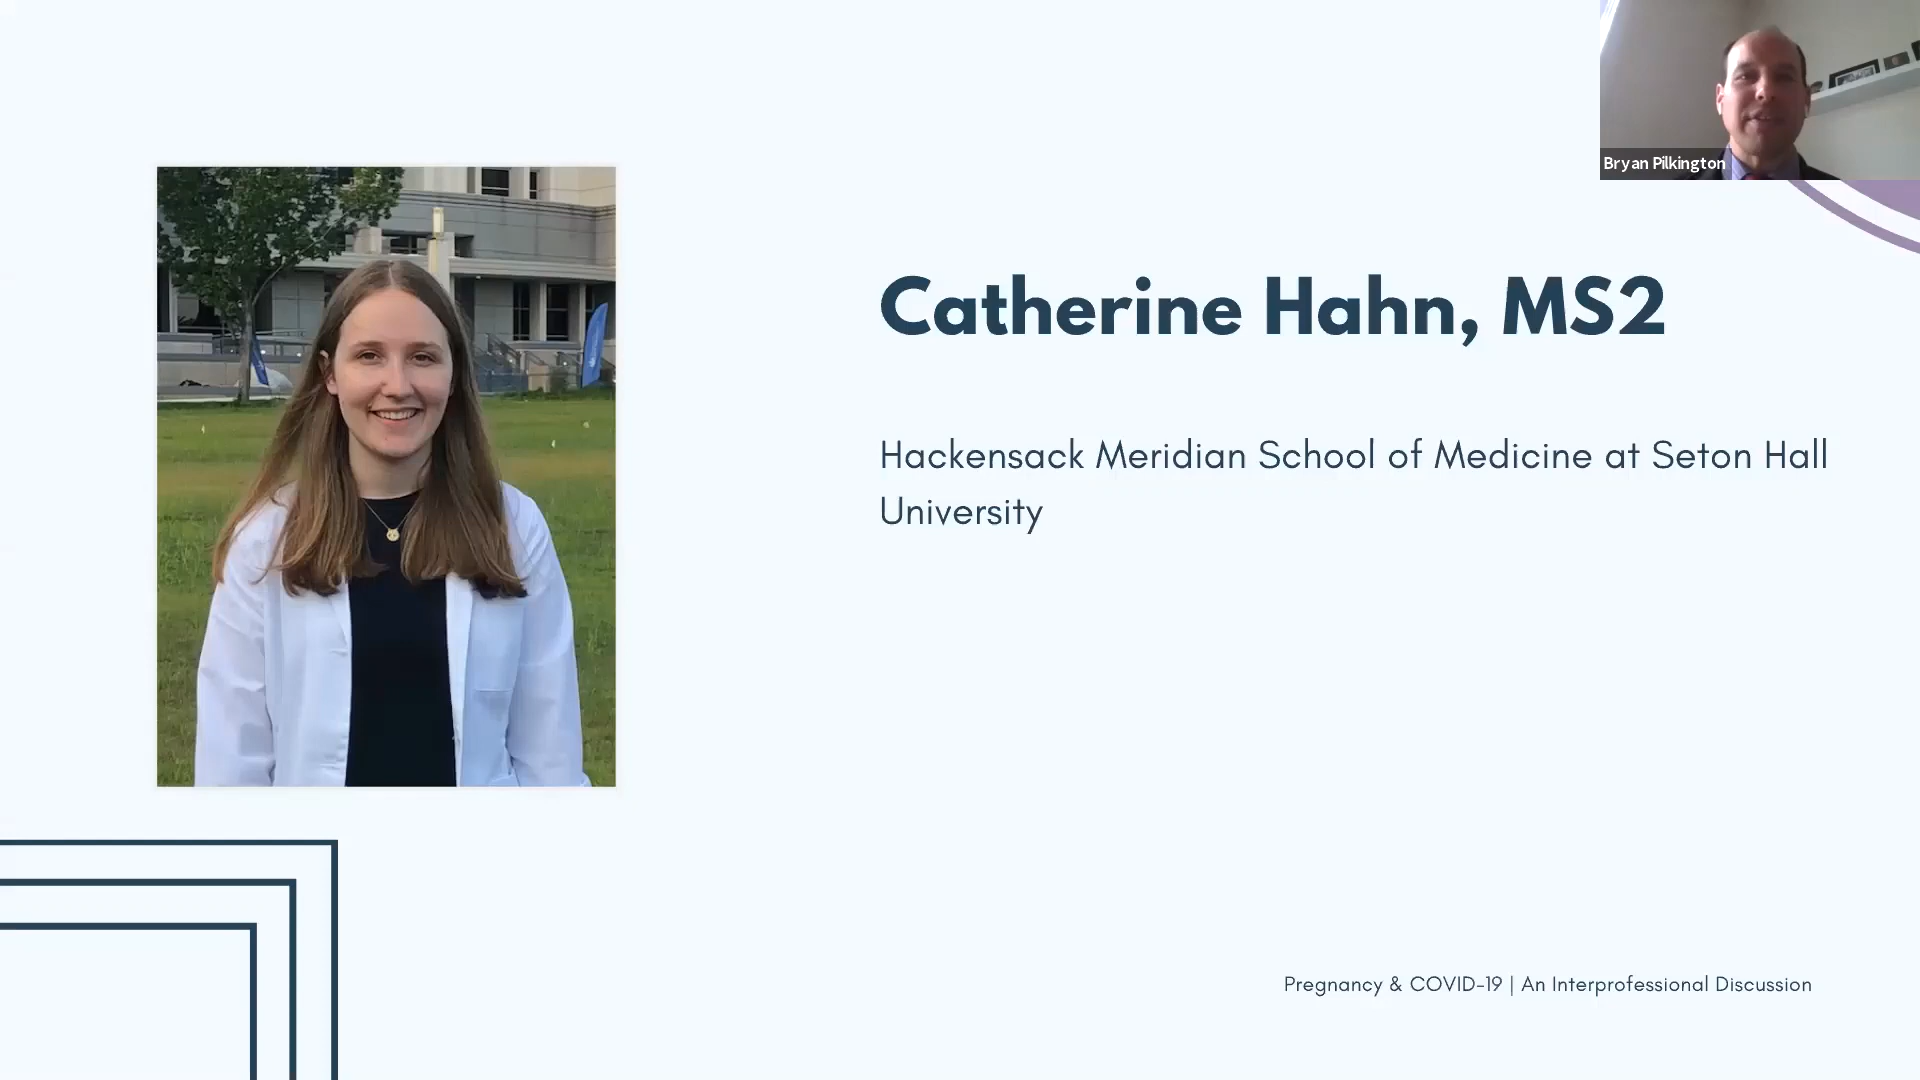 Bryan Pilkington
Catherine Hahn, MS2
Hackensack Meridian School of Medicine at Seton Hall
University
Pregnancy & COVID-19 | An Interprofessional Discussion